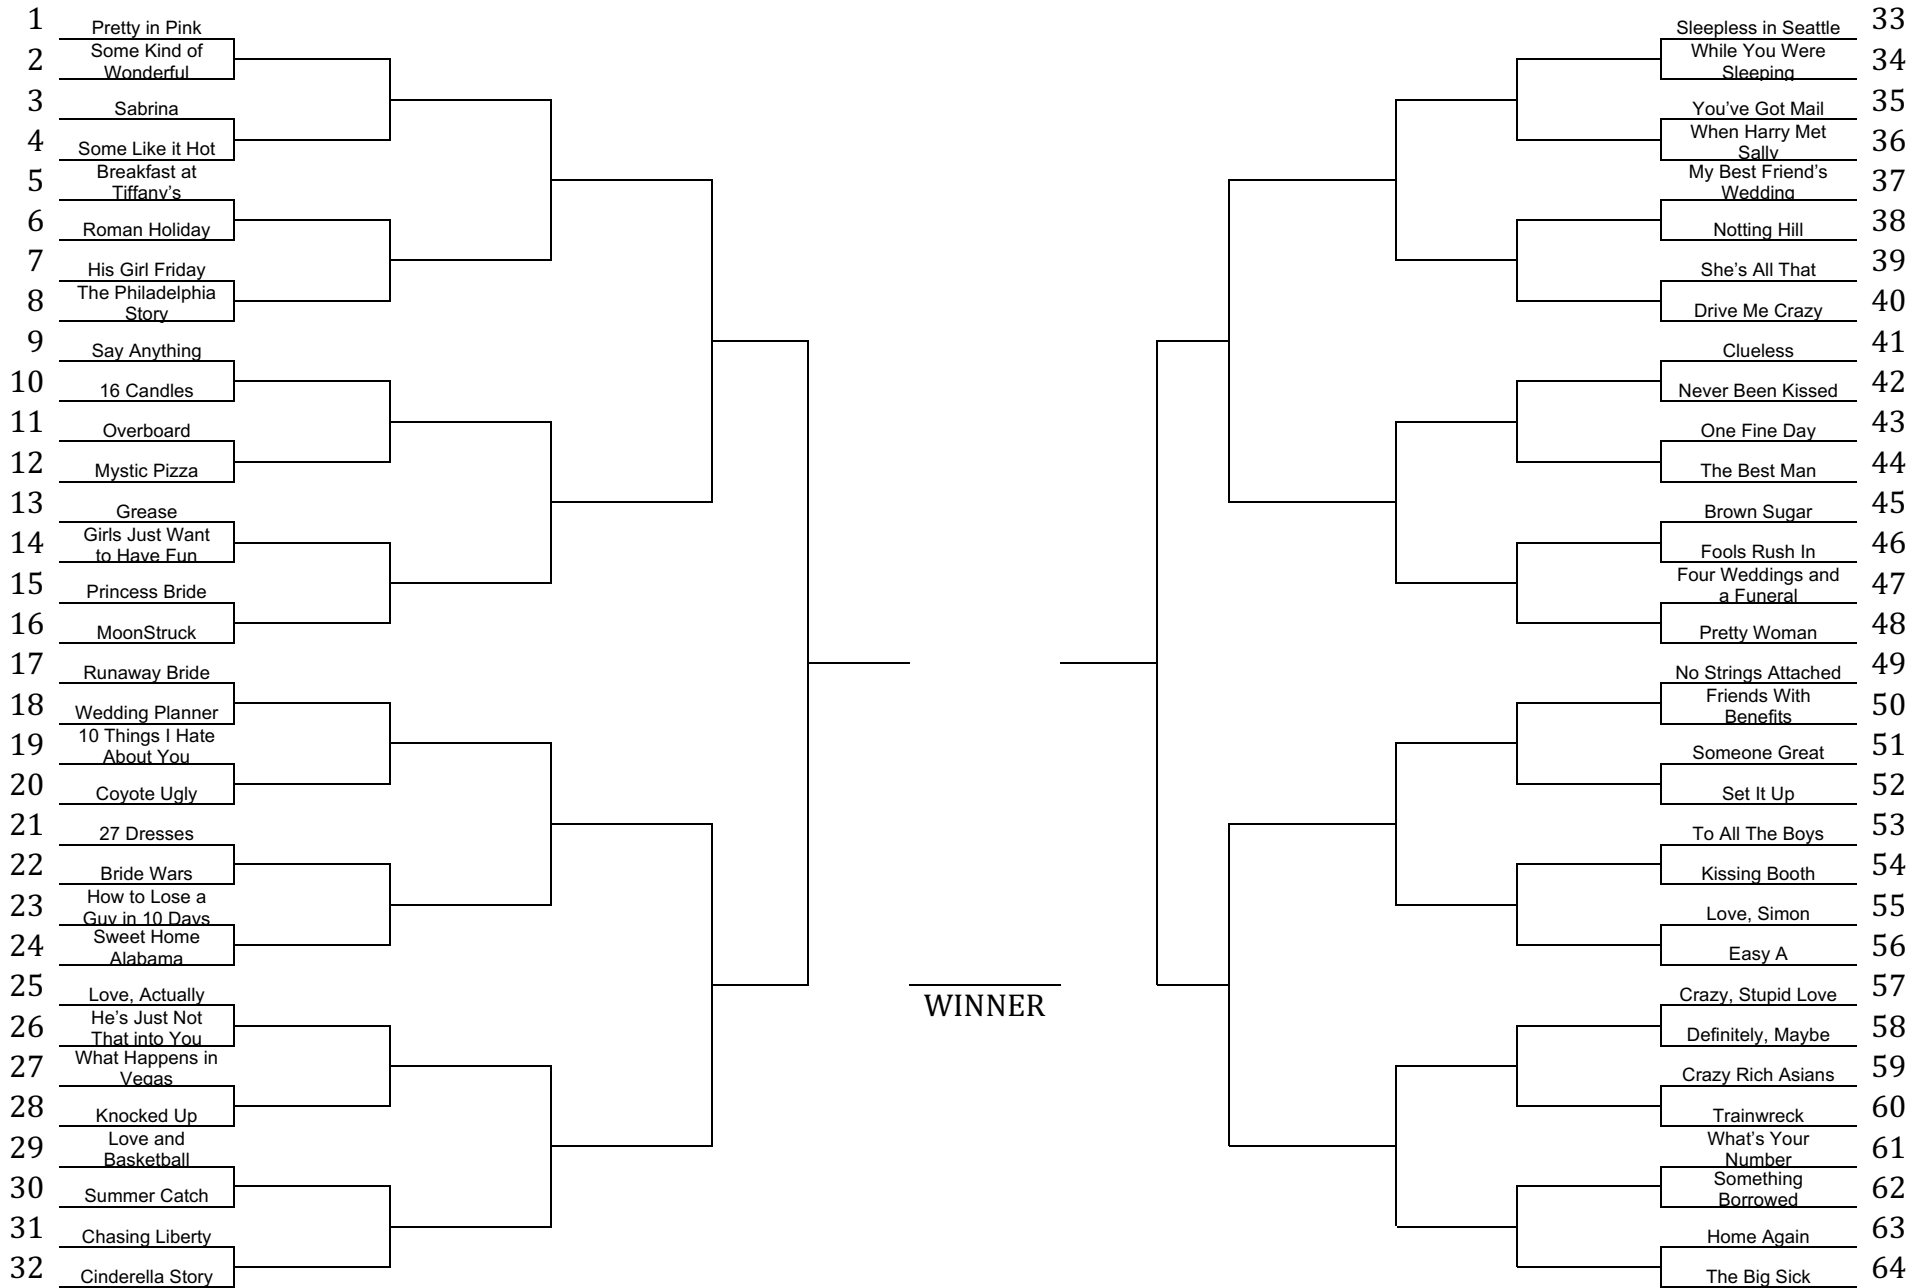 1 Pretty in Pink
2 Some Kind of
Wonderful
3 Sabrina
4 Some Like it Hot
5 Breakfast at
Tiffany's
6 Roman Holiday
7 His Girl Friday
8 The Philadelphia
Story
9 Say Anything
10 16 Candles
11 Overboard
12 Mystic Pizza
13 Grease
14 Girls Just Want
to Have Fun
15 Princess Bride
16 MoonStruck
17 Runaway Bride
18 Wedding Planner
19 10 Things I Hate
About You
20 Coyote Ugly
21 27 Dresses
22 Bride Wars
23 How to Lose a
Guy in 10 Days
24 Sweet Home
Alabama
25 Love, Actually
26 He's Just Not
That into You
27 What Happens in
Vegas
28 Knocked Up
29 Love and
Basketball
30 Summer Catch
31 Chasing Liberty
32 Cinderella Story
WINNER
Sleepless in Seattle 33
While You Were
Sleeping 34
You've Got Mail 35
When Harry Met
Sally 36
My Best Friend's
Wedding 37
Notting Hill 38
She's All That 39
Drive Me Crazy 40
Clueless 41
Never Been Kissed 42
One Fine Day 43
The Best Man 44
Brown Sugar 45
Fools Rush In 46
Four Weddings and
a Funeral 47
Pretty Woman 48
No Strings Attached 49
Friends With
Benefits 50
Someone Great 51
Set It Up 52
To All The Boys 53
Kissing Booth 54
Love, Simon 55
Easy A 56
Crazy, Stupid Love 57
Definitely, Maybe 58
Crazy Rich Asians 59
Trainwreck 60
What's Your
Number 61
Something
Borrowed 62
Home Again 63
The Big Sick 64